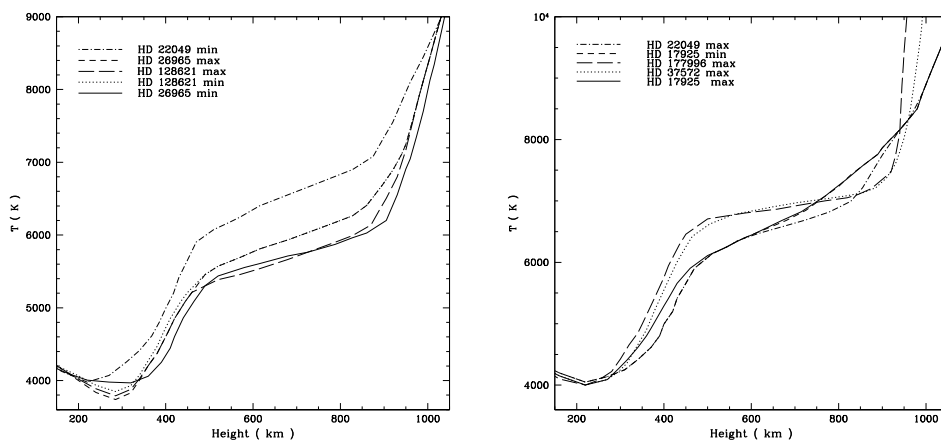 9000
8000
7000
6000
5000
4000
T ( K )
HD 22049 min
HD 26965 max
HD 128621 max
HD 128621 min
HD 26965 min
200 400 600 800 1000
Height ( km )
10⁴
8000
6000
4000
T ( K )
HD 22049 max
HD 17925 min
HD 177996 max
HD 37572 max
HD 17925 max
200 400 600 800 1000
Height ( km )